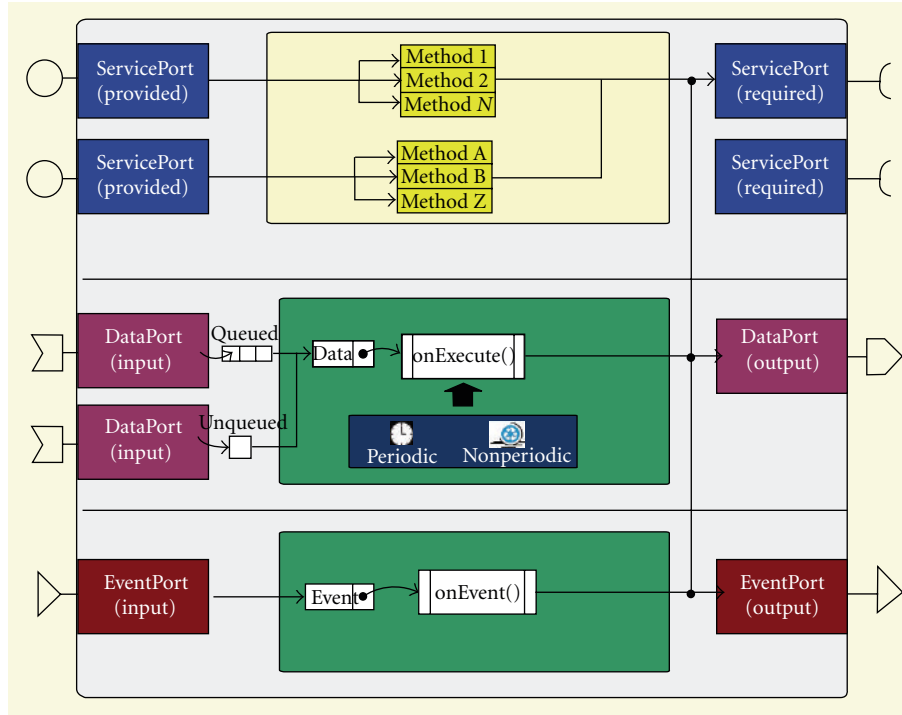 ServicePort
(provided)
Method 1
Method 2
Method N
ServicePort
(required)
ServicePort
(provided)
Method A
Method B
Method Z
ServicePort
(required)
DataPort
(input)
Queued
Data
onExecute()
DataPort
(output)
DataPort
(input)
Unqueued
Periodic
Nonperiodic
EventPort
(input)
Event
onEvent()
EventPort
(output)